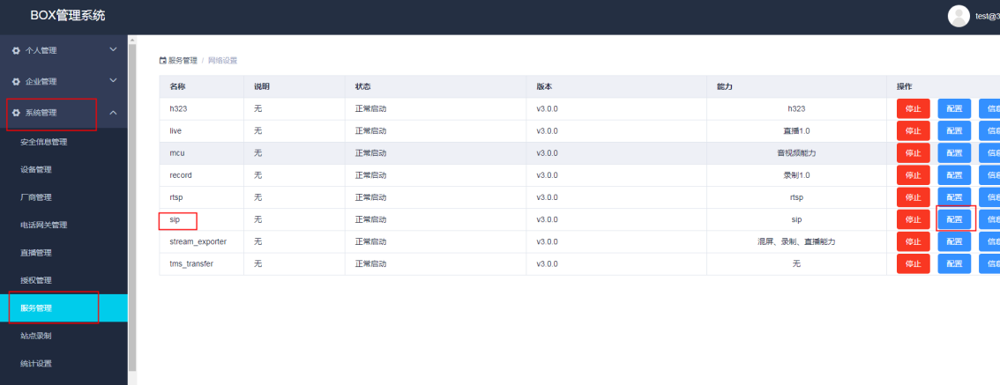 BOX管理系统
test@3
个人管理
企业管理
系统管理
安全信息管理
设备管理
厂商管理
电话网关管理
直播管理
授权管理
服务管理
站点录制
统计设置
服务管理 / 网络设置
名称 说明 状态 版本 能力 操作
h323 无 正常启动 v3.0.0 h323 停止 配置 信息
live 无 正常启动 v3.0.0 直播1.0 停止 配置 信息
mcu 无 正常启动 v3.0.0 音视频能力 停止 配置 信息
record 无 正常启动 v3.0.0 录制1.0 停止 配置 信息
rtsp 无 正常启动 v3.0.0 rtsp 停止 配置 信息
sip 无 正常启动 v3.0.0 sip 停止 配置 信息
stream_exporter 无 正常启动 v3.0.0 混屏、录制、直播能力 停止 配置 信息
tms_transfer 无 正常启动 v3.0.0 无 停止 配置 信息